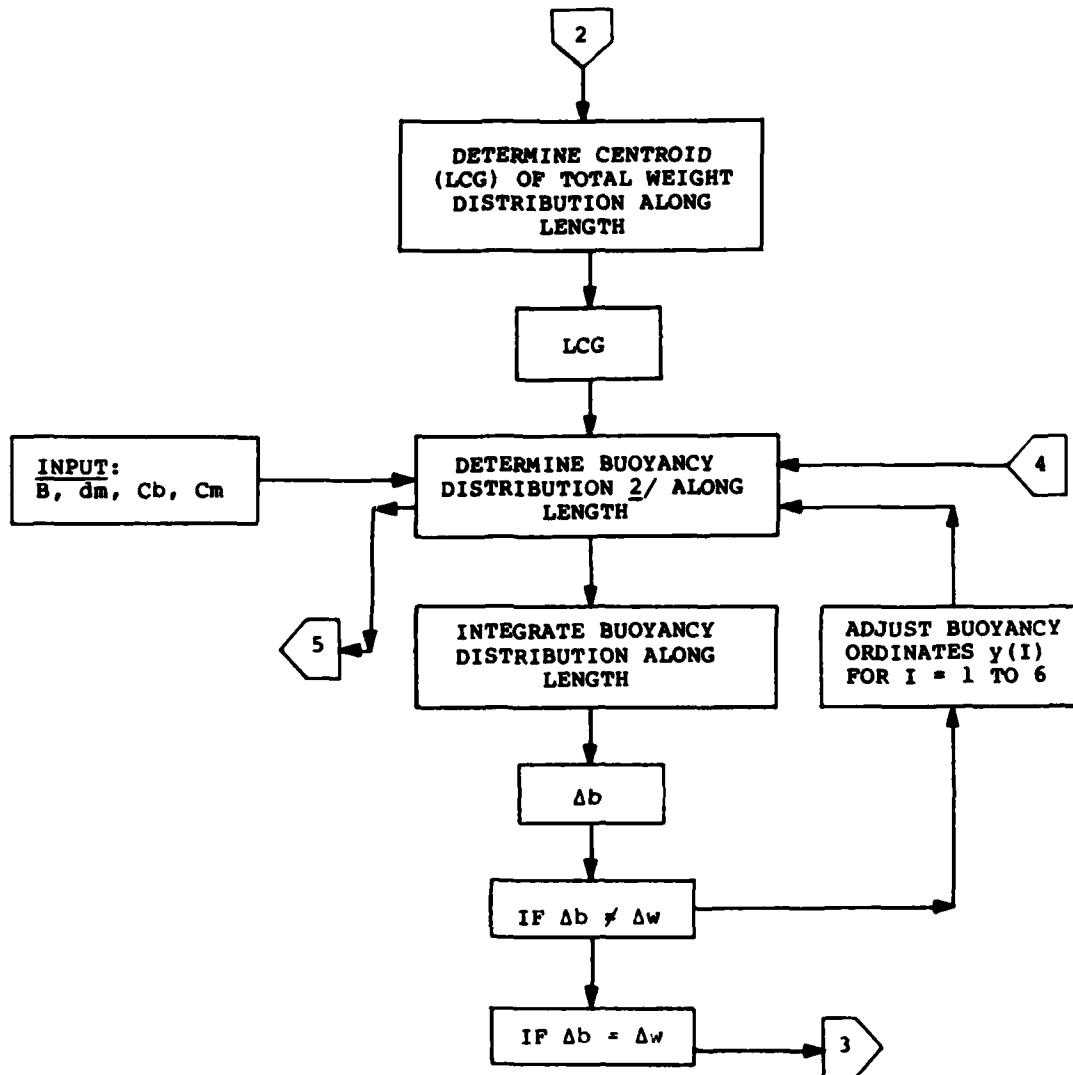 2
DETERMINE CENTROID
(LCG) OF TOTAL WEIGHT
DISTRIBUTION ALONG
LENGTH
LCG
INPUT:
B, dm, Cb, Cm
DETERMINE BUOYANCY
DISTRIBUTION 2/ ALONG
LENGTH
4
5
INTEGRATE BUOYANCY
DISTRIBUTION ALONG
LENGTH
ADJUST BUOYANCY
ORDINATES y(I)
FOR I = 1 TO 6
Δb
IF Δb ≠ Δw
IF Δb = Δw
3